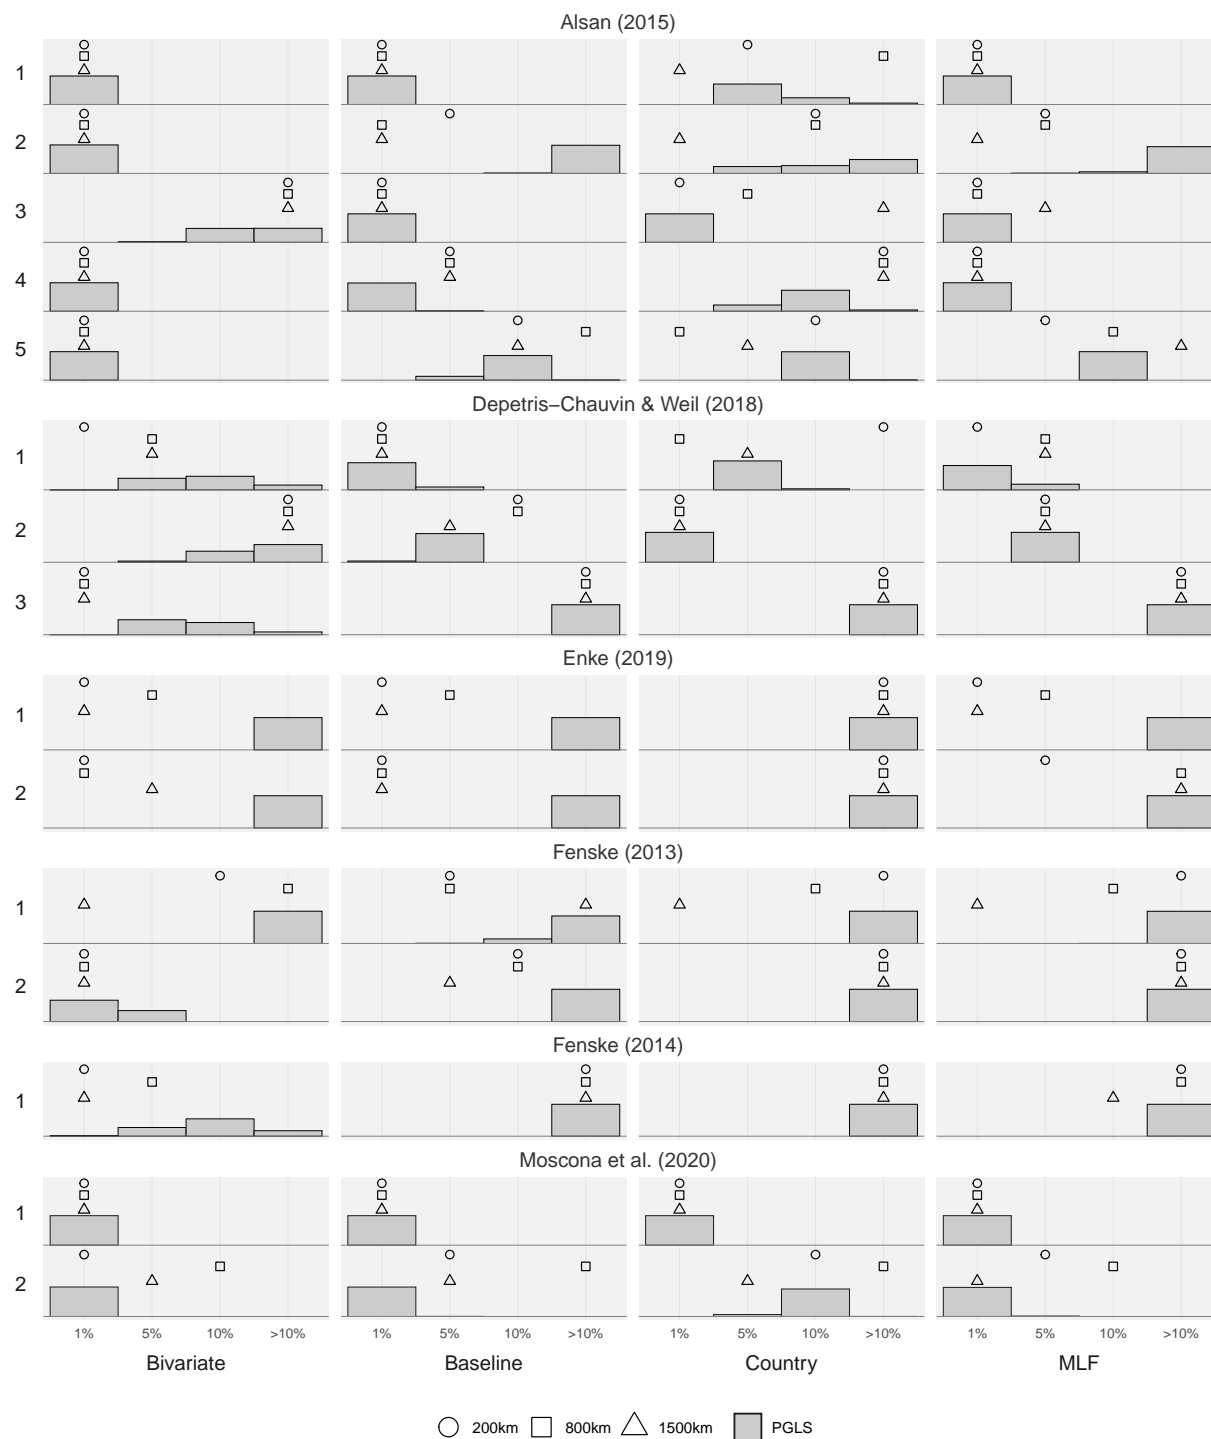 Alsan (2015)
1
2
3
4
5
Depetris−Chauvin & Weil (2018)
1
2
3
Enke (2019)
1
2
Fenske (2013)
1
2
Fenske (2014)
1
Moscona et al. (2020)
1
2
1% 5% 10% >10% 1% 5% 10% >10% 1% 5% 10% >10% 1% 5% 10% >10%
Bivariate Baseline Country MLF
200km 800km 1500km PGLS